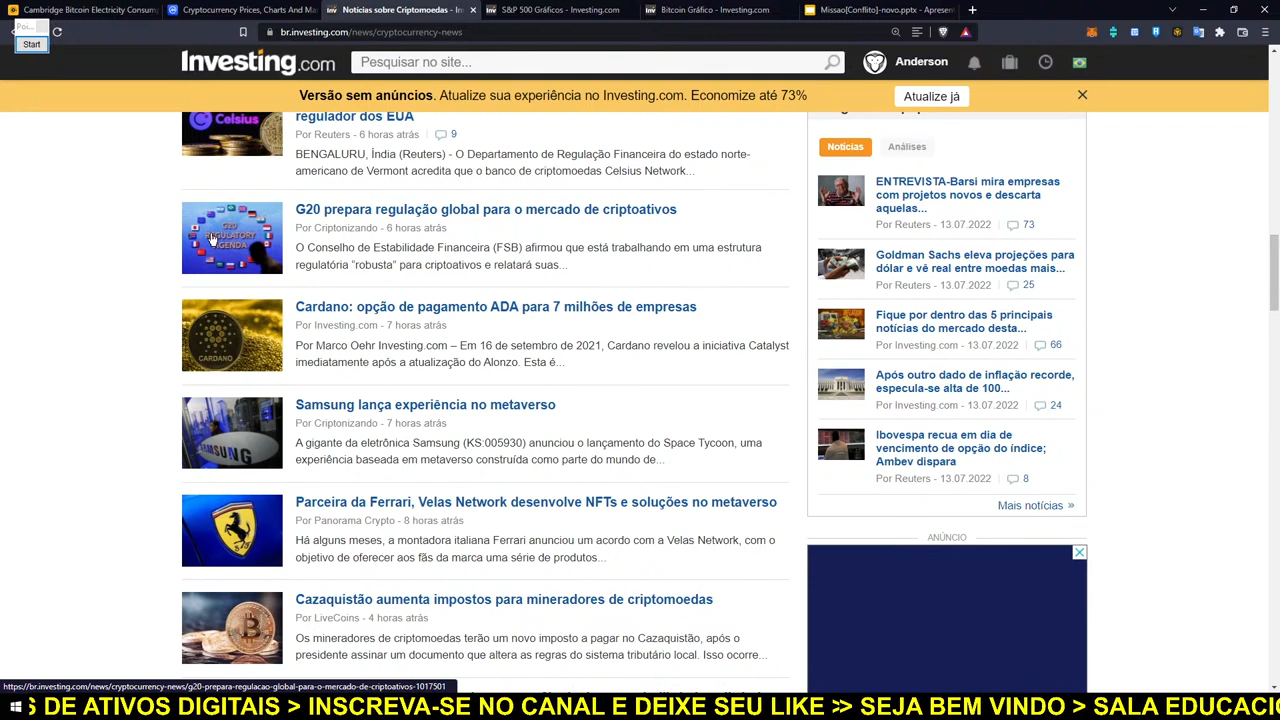 Cambridge Bitcoin Electricity Consump
Cryptocurrency Prices, Charts And Ma
Notícias sobre Criptomoedas - In
S&P 500 Gráficos - Investing.com
Bitcoin Gráfico - Investing.com
Missao[Conflito]-novo.pptx - Apresen
Start
br.investing.com/news/cryptocurrency-news
Investing.com
Pesquisar no site...
Anderson
Versão sem anúncios. Atualize sua experiência no Investing.com. Economize até 73%
Atualize já
Celsius
regulador dos EUA
Por Reuters - 6 horas atrás 9
BENGALURU, Índia (Reuters) - O Departamento de Regulação Financeira do estado norte-
americano de Vermont acredita que o banco de criptomoedas Celsius Network...
G20
REGULATORY
AGENDA
G20 prepara regulação global para o mercado de criptoativos
Por Criptonizando - 6 horas atrás
O Conselho de Estabilidade Financeira (FSB) afirmou que está trabalhando em uma estrutura
regulatória “robusta” para criptoativos e relatará suas...
CARDANO
Cardano: opção de pagamento ADA para 7 milhões de empresas
Por Investing.com - 7 horas atrás
Por Marco Oehr Investing.com – Em 16 de setembro de 2021, Cardano revelou a iniciativa Catalyst
imediatamente após a atualização do Alonzo. Esta é...
SAMSUNG
Samsung lança experiência no metaverso
Por Criptonizando - 7 horas atrás
A gigante da eletrônica Samsung (KS:005930) anunciou o lançamento do Space Tycoon, uma
experiência baseada em metaverso construída como parte do mundo de...
Parceira da Ferrari, Velas Network desenvolve NFTs e soluções no metaverso
Por Panorama Crypto - 8 horas atrás
Há alguns meses, a montadora italiana Ferrari anunciou um acordo com a Velas Network, com o
objetivo de oferecer aos fãs da marca uma série de produtos...
Cazaquistão aumenta impostos para mineradores de criptomoedas
Por LiveCoins - 4 horas atrás
Os mineradores de criptomoedas terão um novo imposto a pagar no Cazaquistão, após o
presidente assinar um documento que altera as regras do sistema tributário local. Isso ocorre...
Notícias
Análises
ENTREVISTA-Barsi mira empresas
com projetos novos e descarta
aquelas...
Por Reuters - 13.07.2022 73
Goldman Sachs eleva projeções para
dólar e vê real entre moedas mais...
Por Reuters - 13.07.2022 25
Fique por dentro das 5 principais
notícias do mercado desta...
Por Investing.com - 13.07.2022 66
Após outro dado de inflação recorde,
especula-se alta de 100...
Por Investing.com - 13.07.2022 24
Ibovespa recua em dia de
vencimento de opção do índice;
Ambev dispara
Por Reuters - 13.07.2022 8
Mais notícias »
ANÚNCIO
https://br.investing.com/news/cryptocurrency-news/g20-prepara-regulacao-global-para-o-mercado-de-criptoativos-1017501
S DE ATIVOS DIGITAIS > INSCREVA-SE NO CANAL E DEIXE SEU LIKE >> SEJA BEM VINDO > SALA EDUCACI